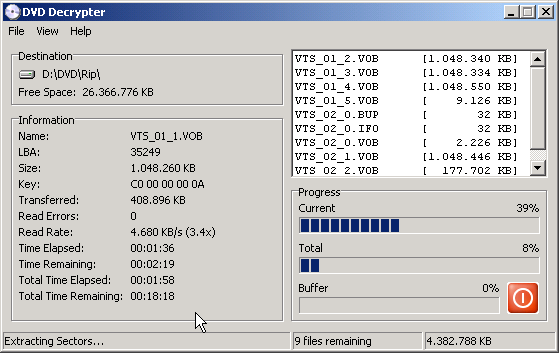 DVD Decrypter
File View Help
Destination
D:\DVD\Rip\
Free Space: 26.366.776 KB
Information
Name: VTS_01_1.VOB
LBA: 35249
Size: 1.048.260 KB
Key: C0 00 00 00 0A
Transferred: 408.896 KB
Read Errors: 0
Read Rate: 4.680 KB/s (3.4x)
Time Elapsed: 00:01:36
Time Remaining: 00:02:19
Total Time Elapsed: 00:01:58
Total Time Remaining: 00:18:18
VTS_01_2.VOB [1.048.340 KB]
VTS_01_3.VOB [1.048.334 KB]
VTS_01_4.VOB [1.048.550 KB]
VTS_01_5.VOB [ 9.126 KB]
VTS_02_0.BUP [ 32 KB]
VTS_02_0.IFO [ 32 KB]
VTS_02_0.VOB [ 2.226 KB]
VTS_02_1.VOB [1.048.446 KB]
VTS_02_2.VOB [ 177.702 KB]
Progress
Current 39%
Total 8%
Buffer 0%
Extracting Sectors... 9 files remaining 4.382.788 KB